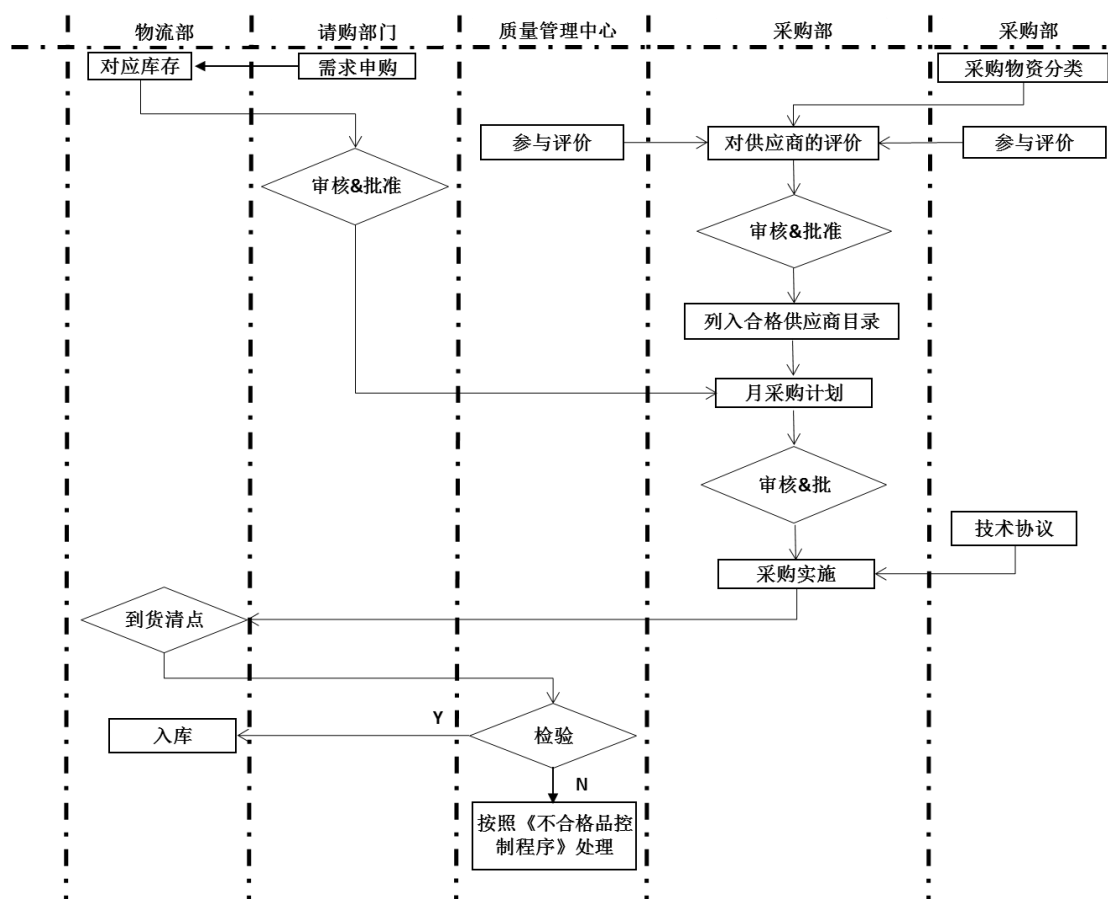 物流部
请购部门
质量管理中心
采购部
采购部
对应库存
需求申购
采购物资分类
参与评价
对供应商的评价
参与评价
审核&批准
审核&批准
列入合格供应商目录
月采购计划
审核&批
技术协议
采购实施
到货清点
Y
入库
检验
N
按照《不合格品控
制程序》处理